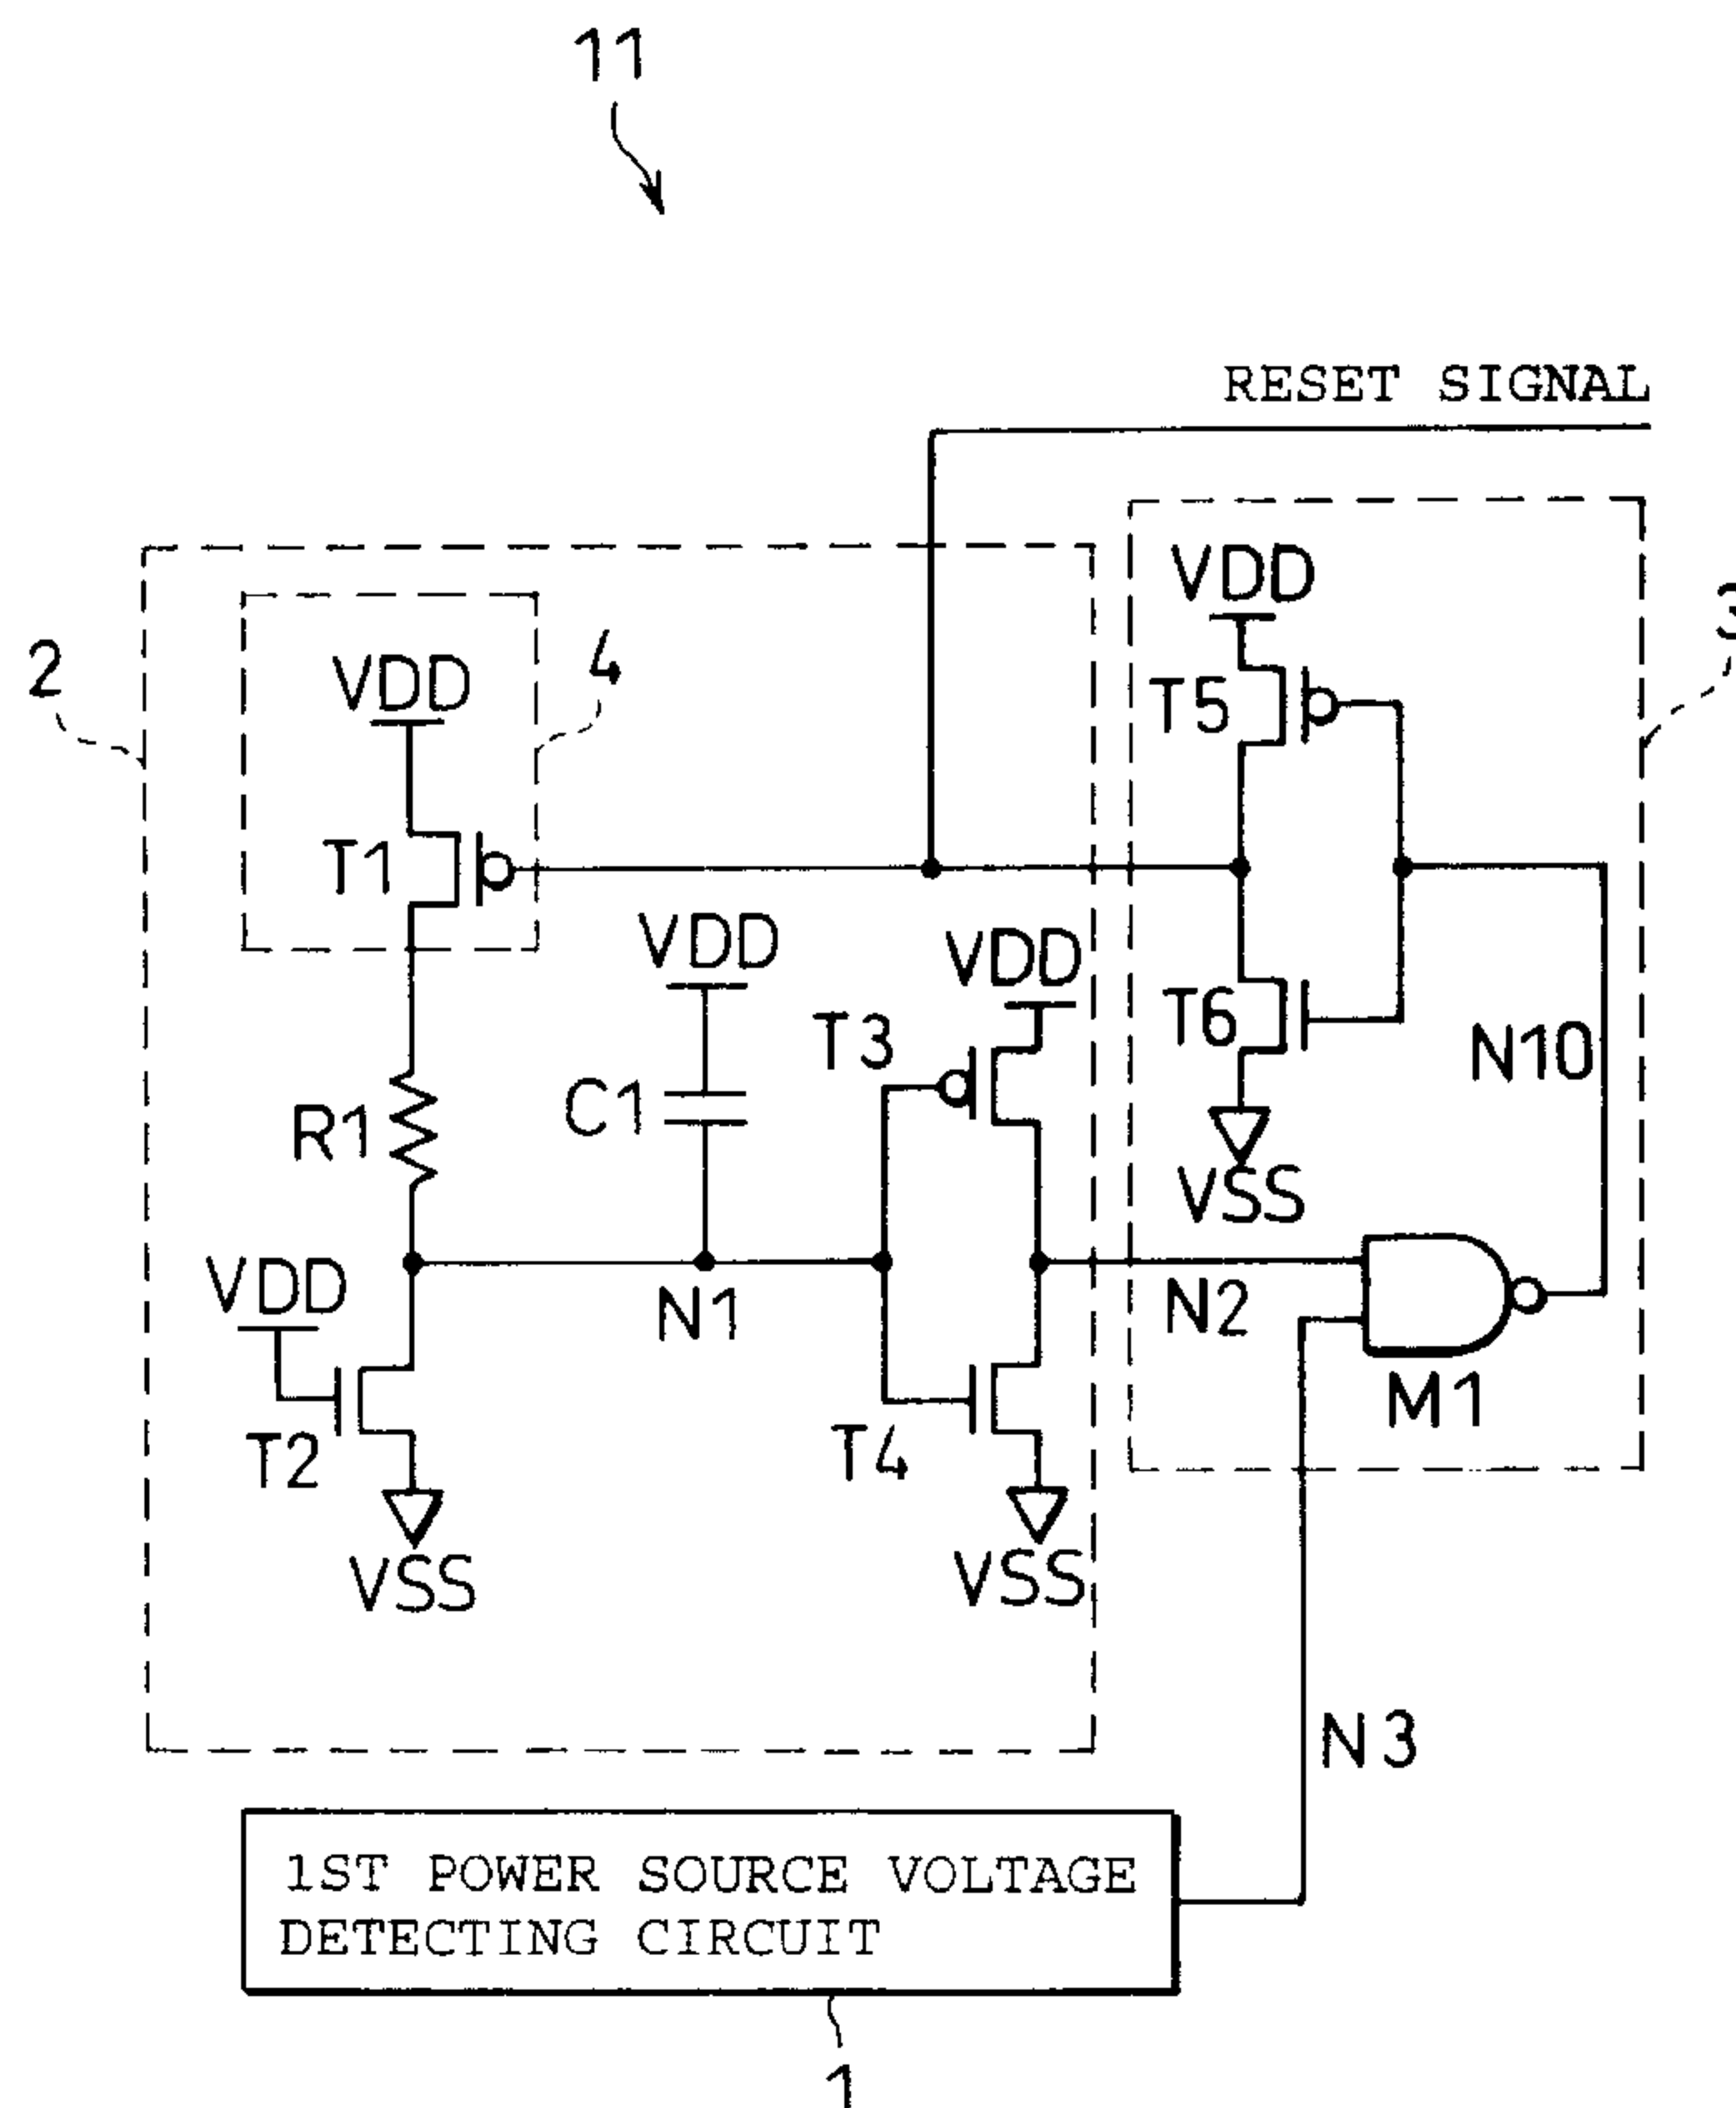 11
RESET SIGNAL
2
4
3
VDD
VDD
T5
T1
VDD
VDD
T3
T6
N10
C1
R1
VSS
VDD
N1
N2
M1
T2
T4
VSS
VSS
N3
1ST POWER SOURCE VOLTAGE
DETECTING CIRCUIT
1